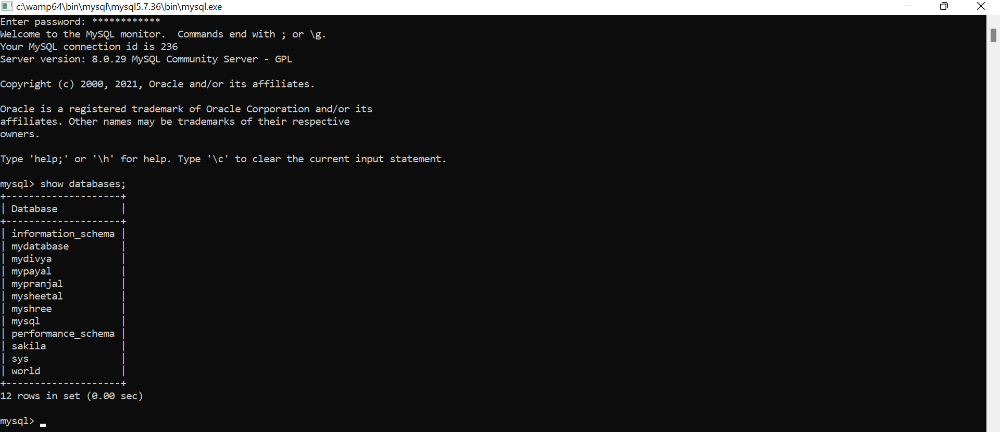 c:\wamp64\bin\mysql\mysql5.7.36\bin\mysql.exe
Enter password: ************
Welcome to the MySQL monitor.  Commands end with ; or \g.
Your MySQL connection id is 236
Server version: 8.0.29 MySQL Community Server - GPL
Copyright (c) 2000, 2021, Oracle and/or its affiliates.
Oracle is a registered trademark of Oracle Corporation and/or its
affiliates. Other names may be trademarks of their respective
owners.
Type 'help;' or '\h' for help. Type '\c' to clear the current input statement.
mysql> show databases;
+--------------------+
| Database           |
+--------------------+
| information_schema |
| mydatabase         |
| mydivya            |
| mypayal            |
| mypranjal          |
| mysheetal          |
| myshree            |
| mysql              |
| performance_schema |
| sakila             |
| sys                |
| world              |
+--------------------+
12 rows in set (0.00 sec)
mysql>